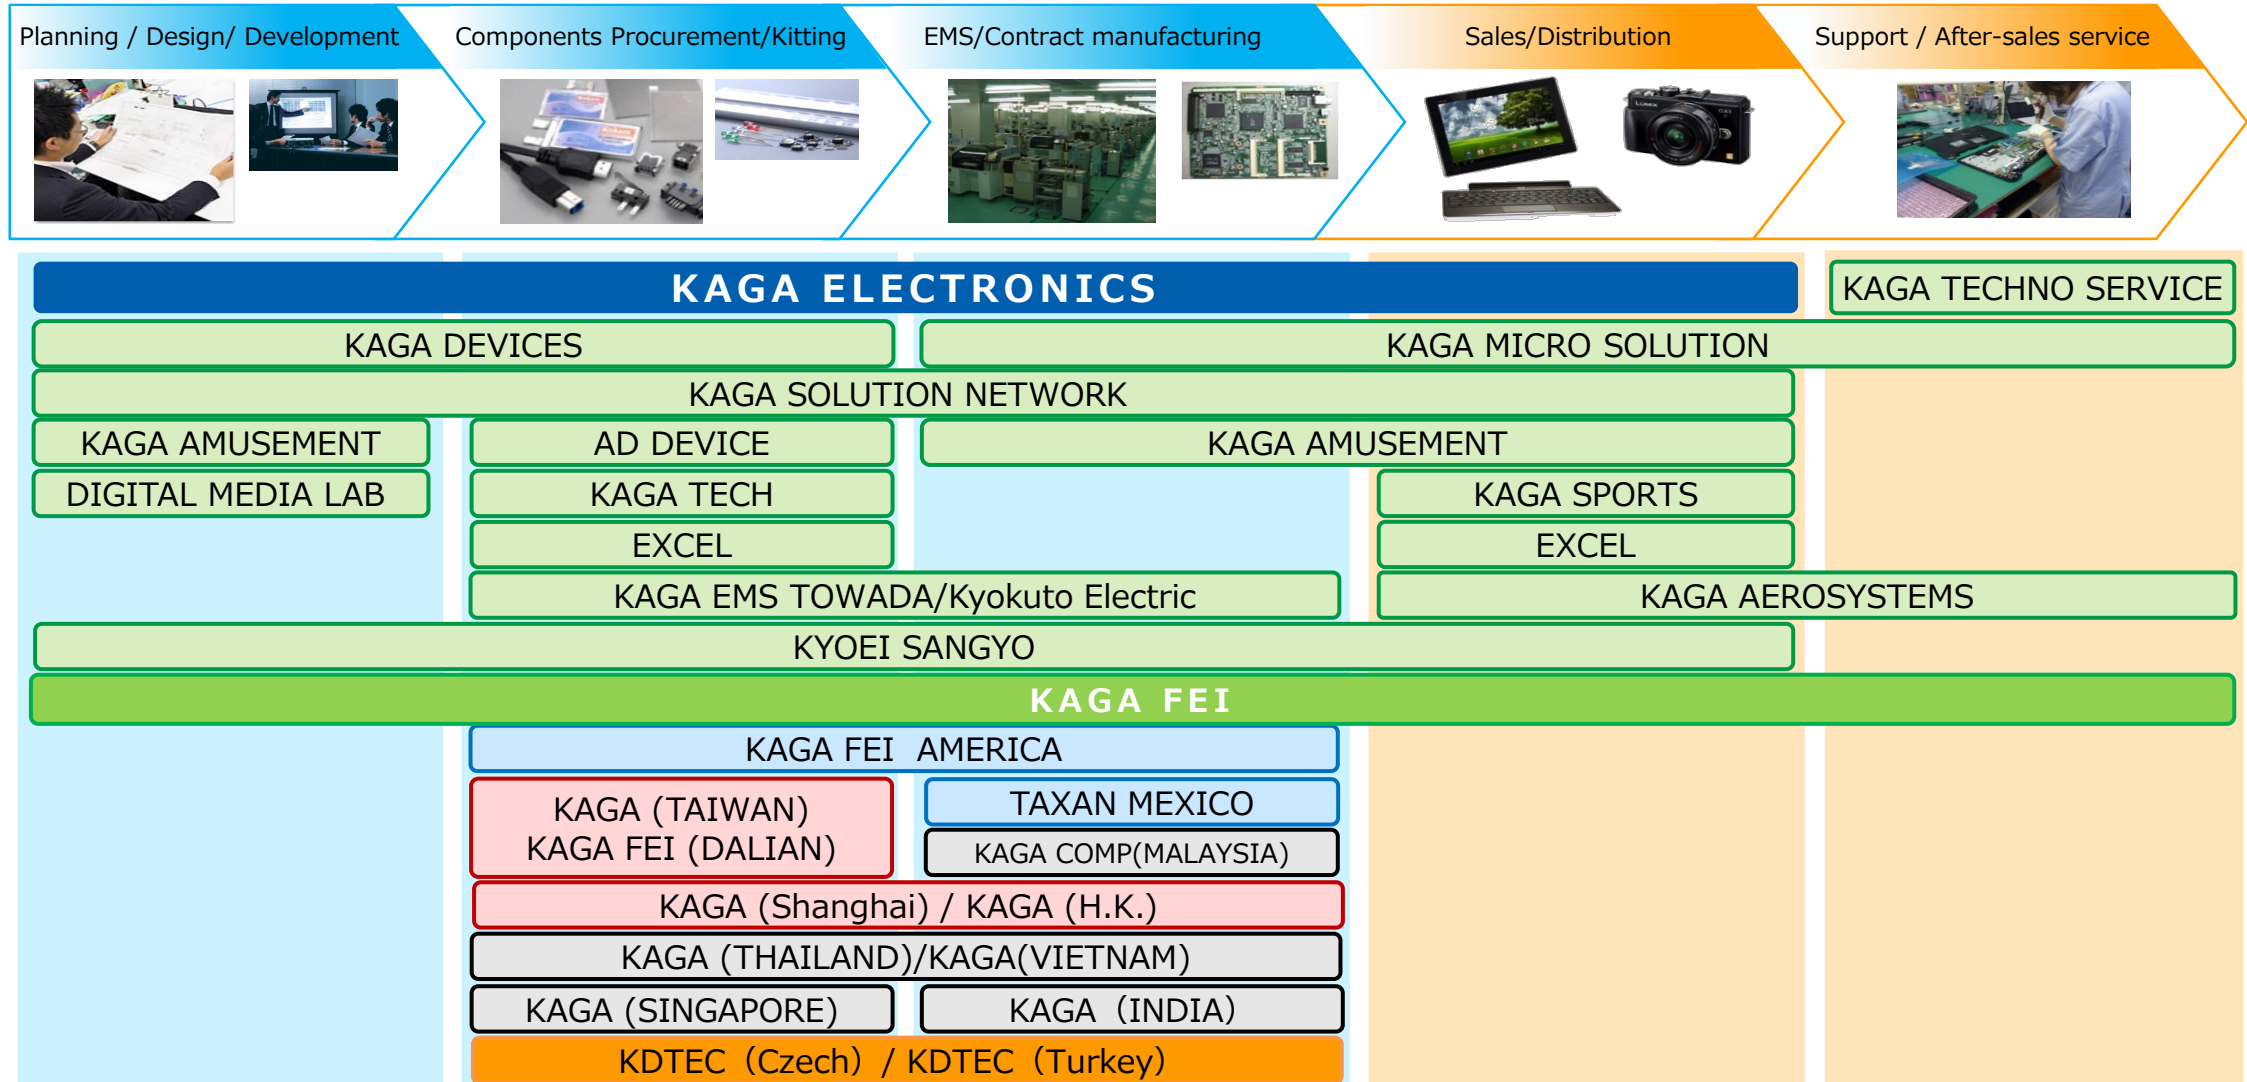 Planning / Design/ Development
Components Procurement/Kitting
EMS/Contract manufacturing
Sales/Distribution
Support / After-sales service
LUMIX
GX1
KAGA ELECTRONICS
KAGA TECHNO SERVICE
KAGA DEVICES
KAGA MICRO SOLUTION
KAGA SOLUTION NETWORK
KAGA AMUSEMENT
AD DEVICE
KAGA AMUSEMENT
DIGITAL MEDIA LAB
KAGA TECH
KAGA SPORTS
EXCEL
EXCEL
KAGA EMS TOWADA/Kyokuto Electric
KAGA AEROSYSTEMS
KYOEI SANGYO
KAGA FEI
KAGA FEI AMERICA
KAGA (TAIWAN)
KAGA FEI (DALIAN)
TAXAN MEXICO
KAGA COMP(MALAYSIA)
KAGA (Shanghai) / KAGA (H.K.)
KAGA (THAILAND)/KAGA(VIETNAM)
KAGA (SINGAPORE)
KAGA（INDIA）
KDTEC（Czech）/ KDTEC（Turkey）